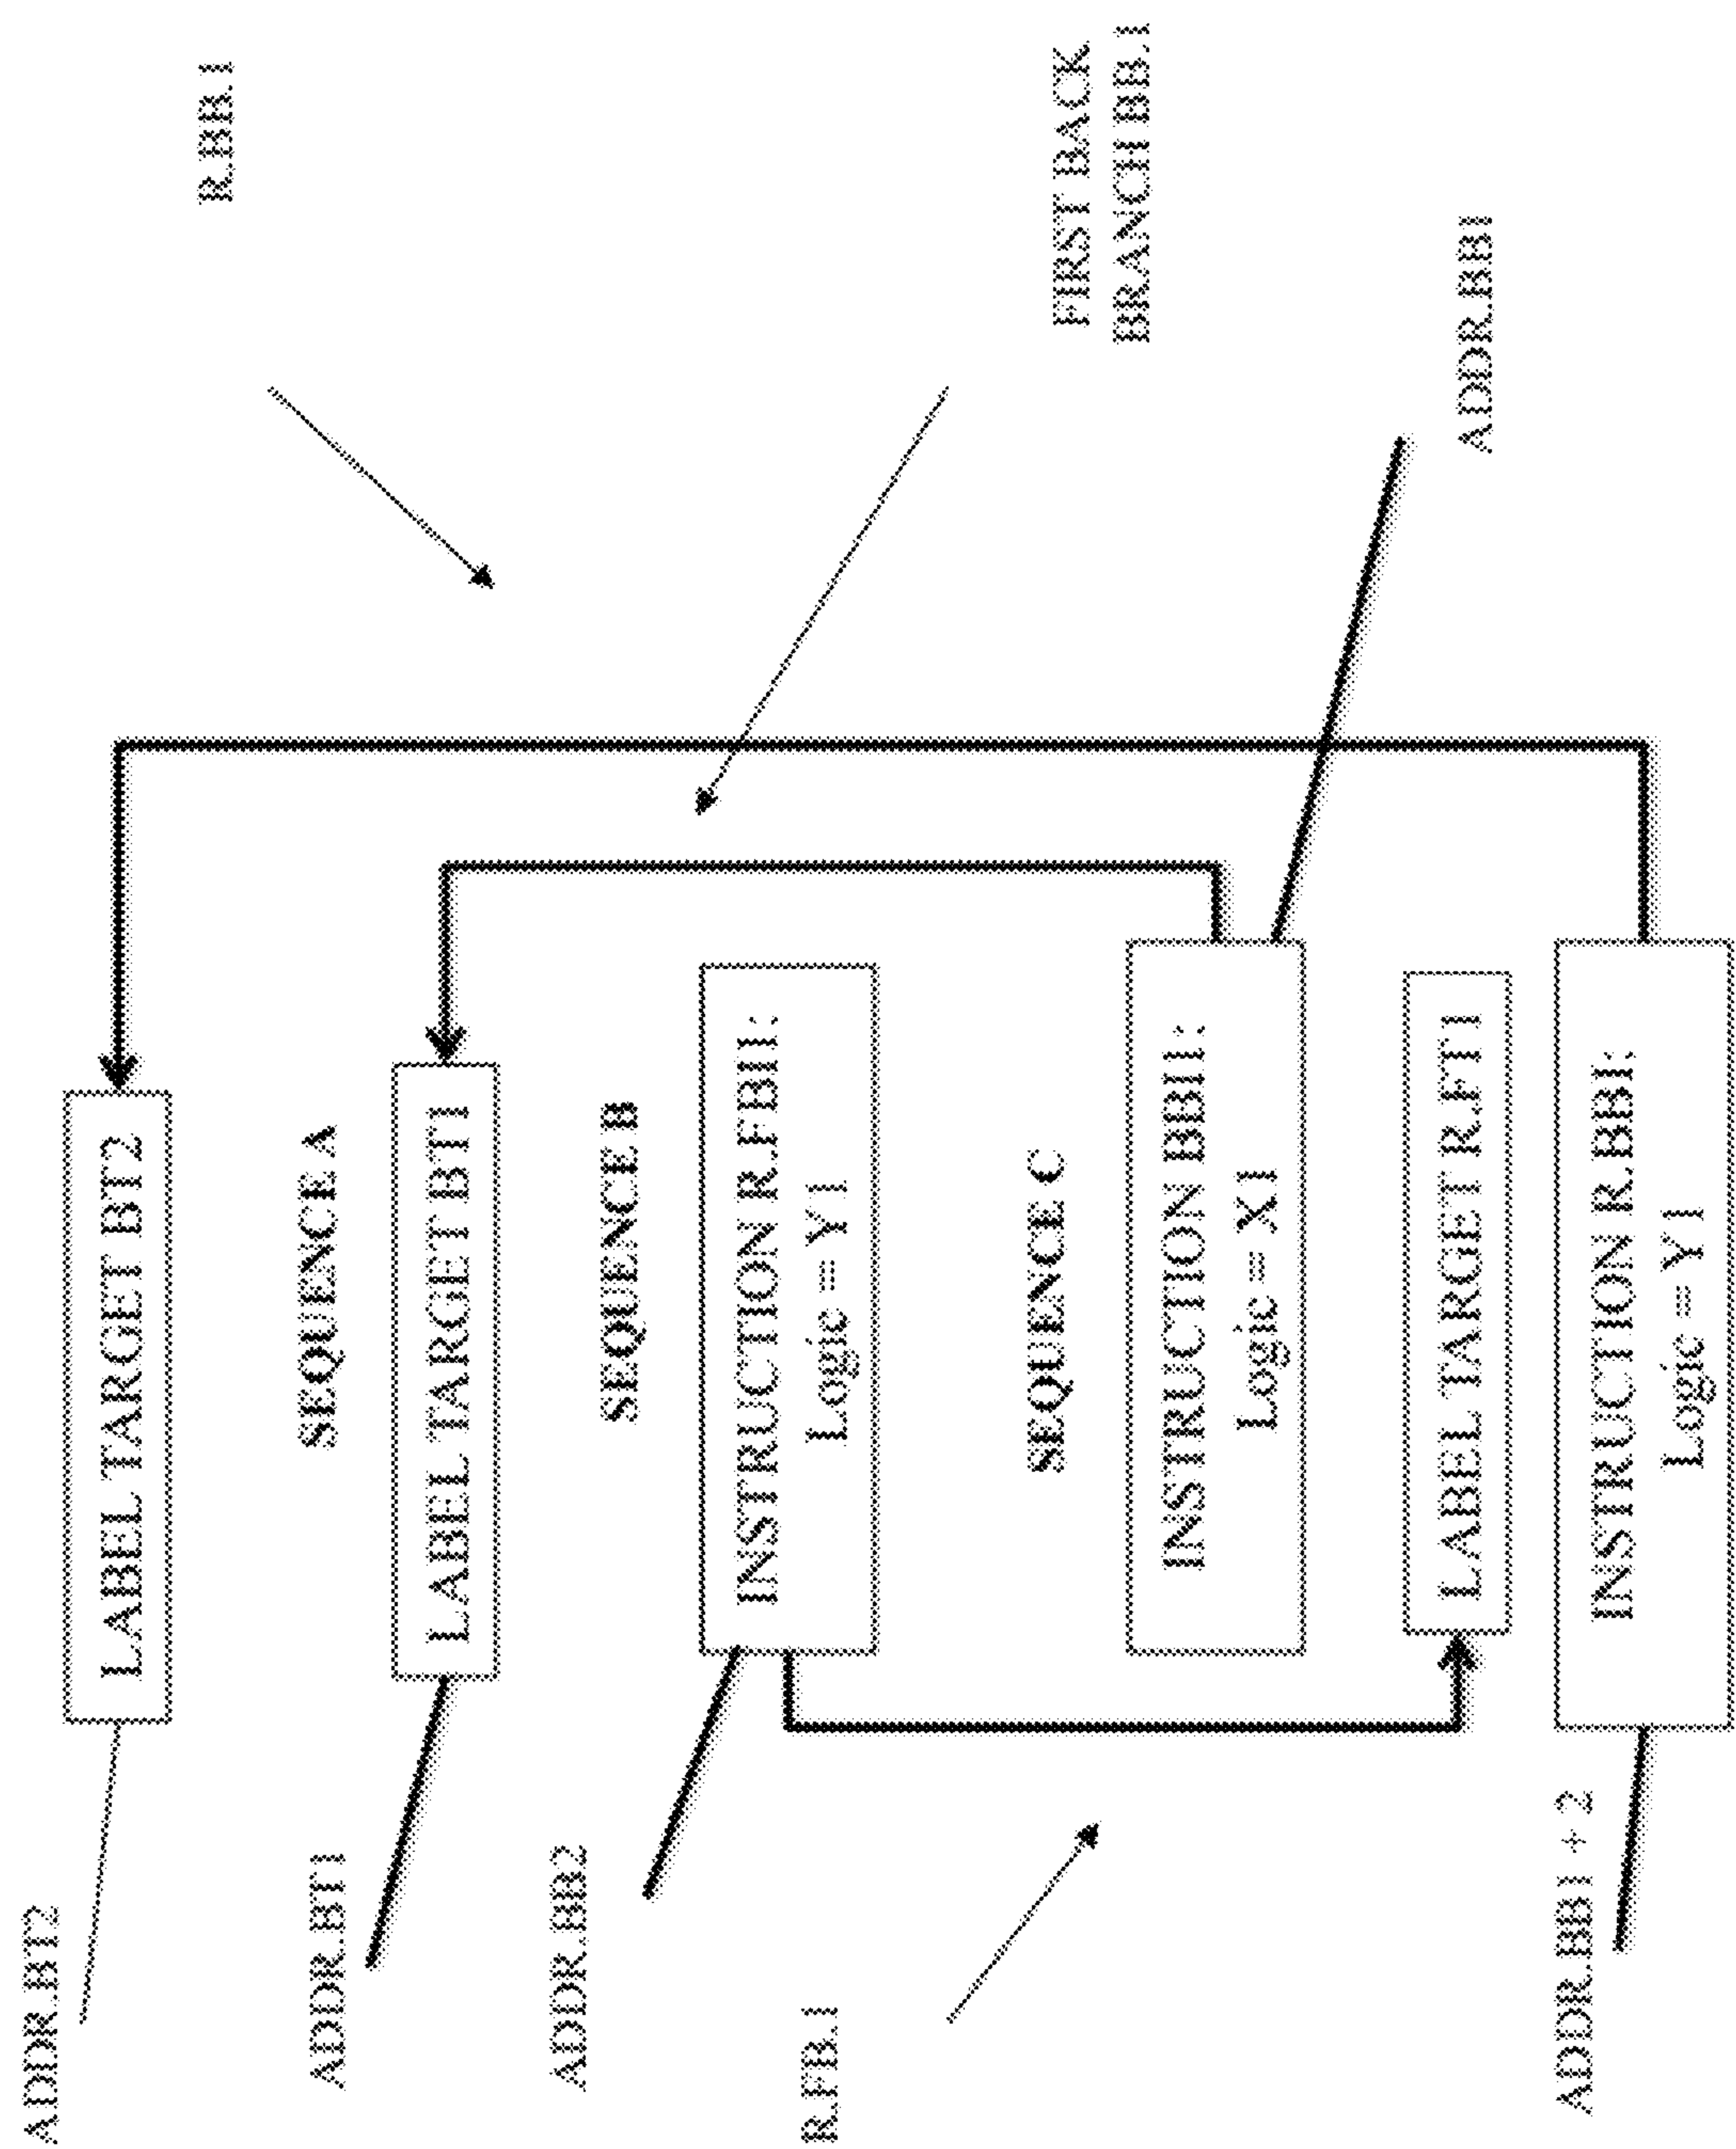 ADDR.BT2
LABEL TARGET BT2
R.BB.1
SEQUENCE A
ADDR.BT1
LABEL TARGET BT1
ADDR.BB2
SEQUENCE B
INSTRUCTION R.FBI1:
Logic = Y1
R.FB.1
SEQUENCE C
FIRST BACK
BRANCH BB.1
INSTRUCTION BBI1:
Logic = X1
LABEL TARGET R.FT1
ADDR.BB1
ADDR.BB1 + 2
INSTRUCTION R.BB1:
Logic = Y1